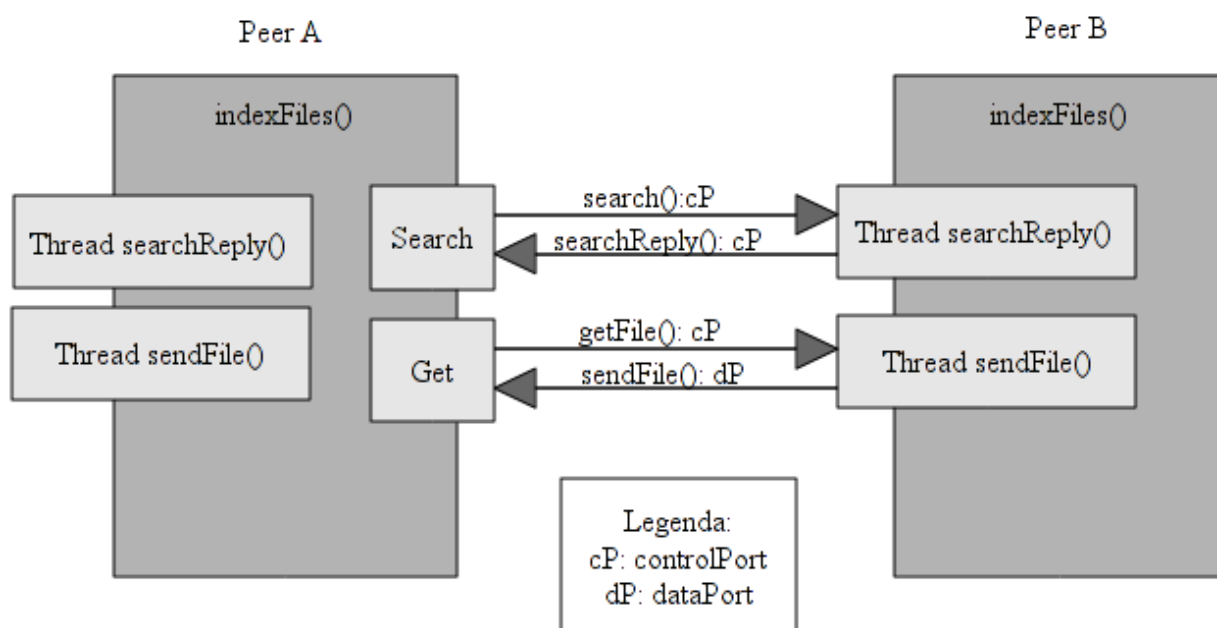 Peer A
Peer B
indexFiles()
indexFiles()
Thread searchReply()
Search
search():cP
searchReply(): cP
Thread searchReply()
Thread sendFile()
Get
getFile(): cP
sendFile(): dP
Thread sendFile()
Legenda:
cP: controlPort
dP: dataPort